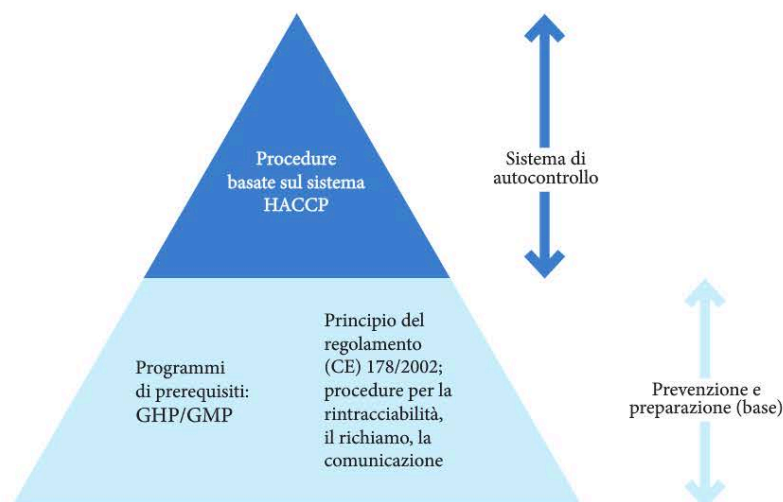 Procedure
basate sul sistema
HACCP
Sistema di
autocontrollo
Programmi
di prerequisiti:
GHP/GMP
Principio del
regolamento
(CE) 178/2002;
procedure per la
rintracciabilità,
il richiamo, la
comunicazione
Prevenzione e
preparazione (base)